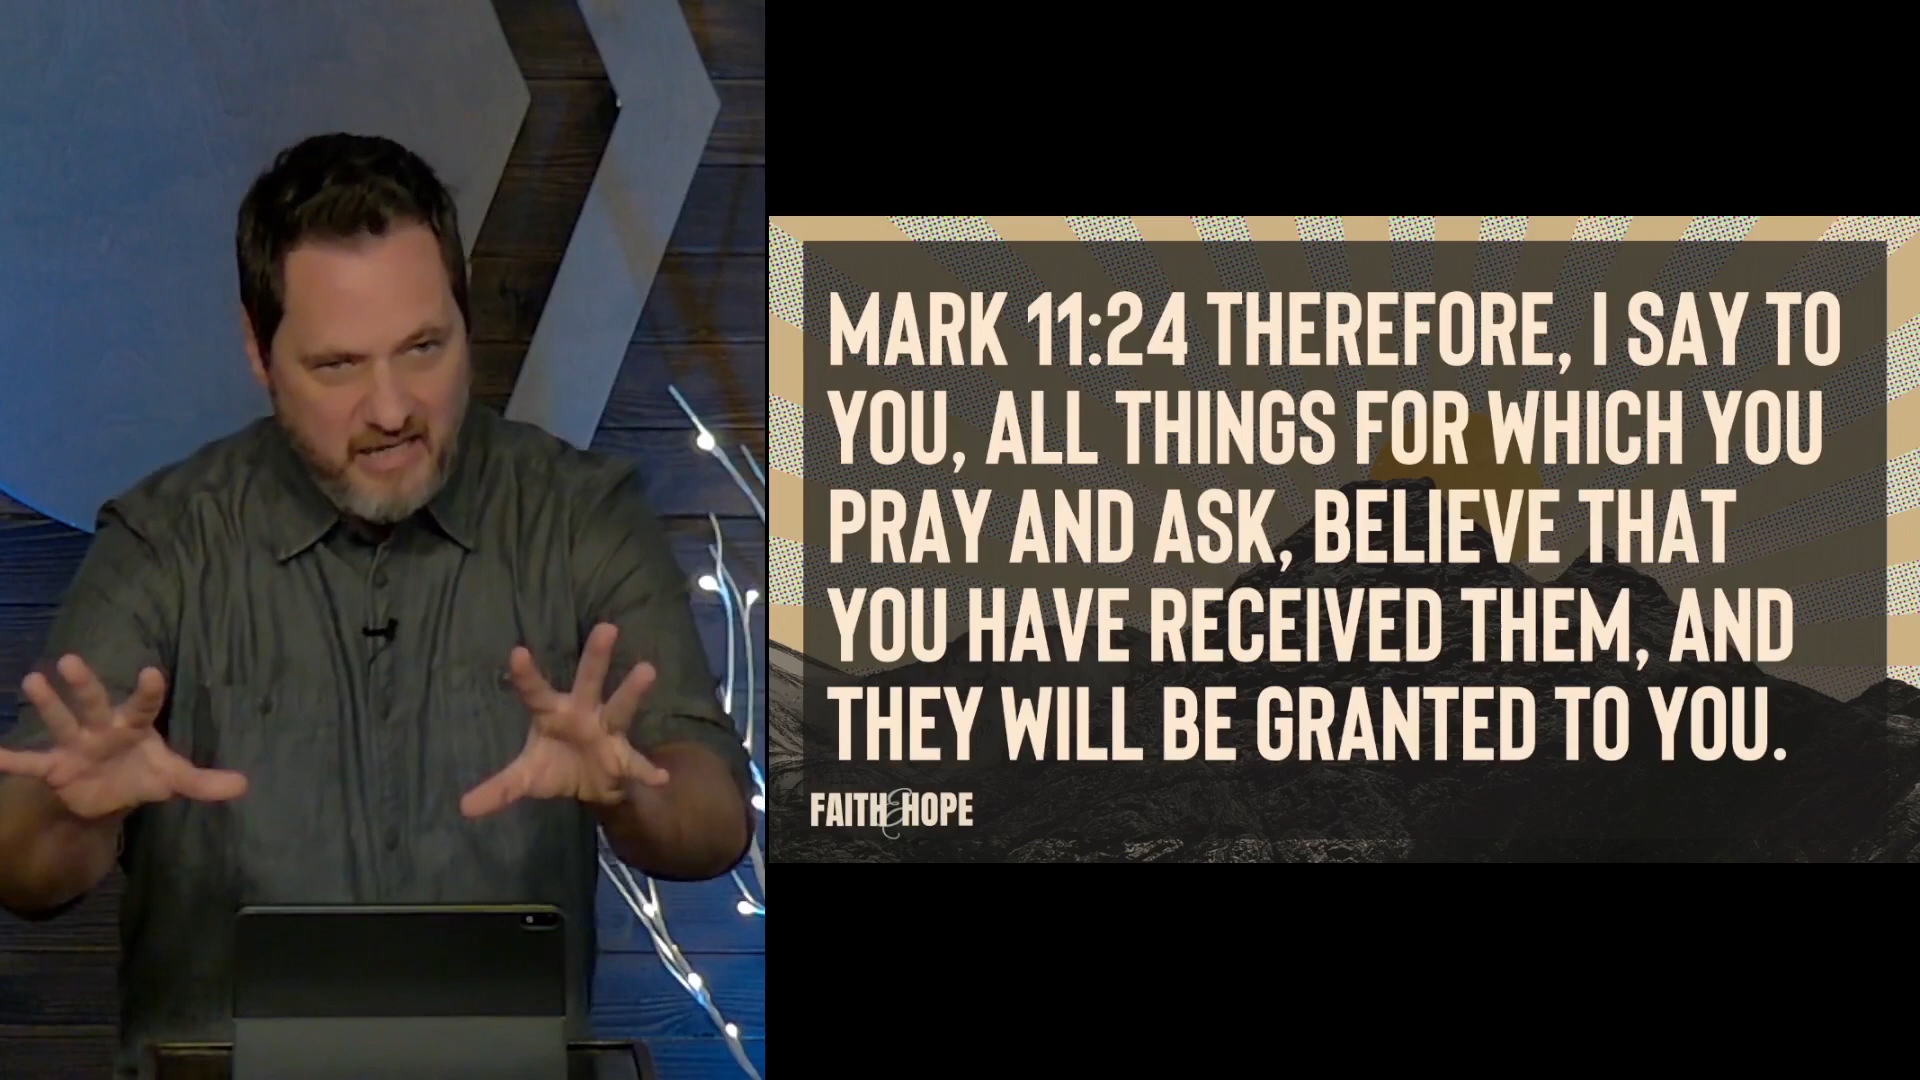 MARK 11:24 THEREFORE, I SAY TO
YOU, ALL THINGS FOR WHICH YOU
PRAY AND ASK, BELIEVE THAT
YOU HAVE RECEIVED THEM, AND
THEY WILL BE GRANTED TO YOU.
FAITH & HOPE